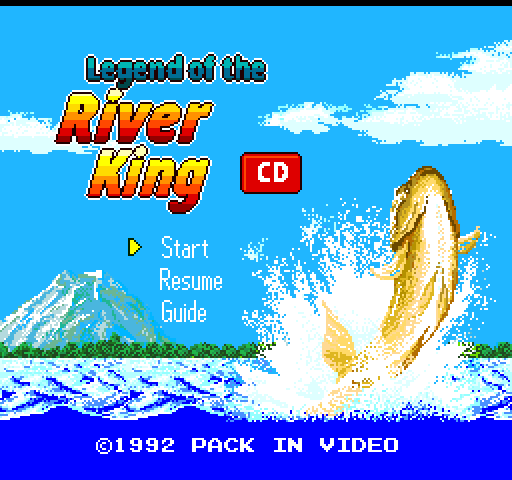 Legend of the
River
King
CD
Start
Resume
Guide
©1992 PACK IN VIDEO